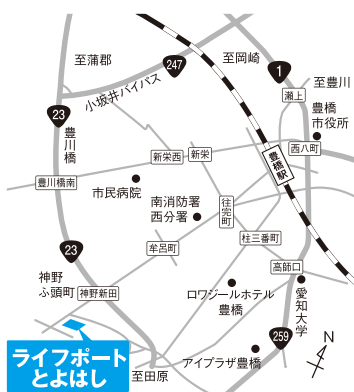 至蒲郡
247
至岡崎
1
至豊川
瀬上
小坂井バイパス
23
豊川橋
豊橋
市役所
西八町
新栄西
新栄
豊橋駅
豊川橋南
市民病院
南消防署
西分署
往完町
柱三番町
牟呂町
23
高師口
神野
ふ頭町
神野新田
ロワジールホテル
豊橋
愛知大学
N
ライフポート
とよはし
至田原
アイプラザ豊橋
259